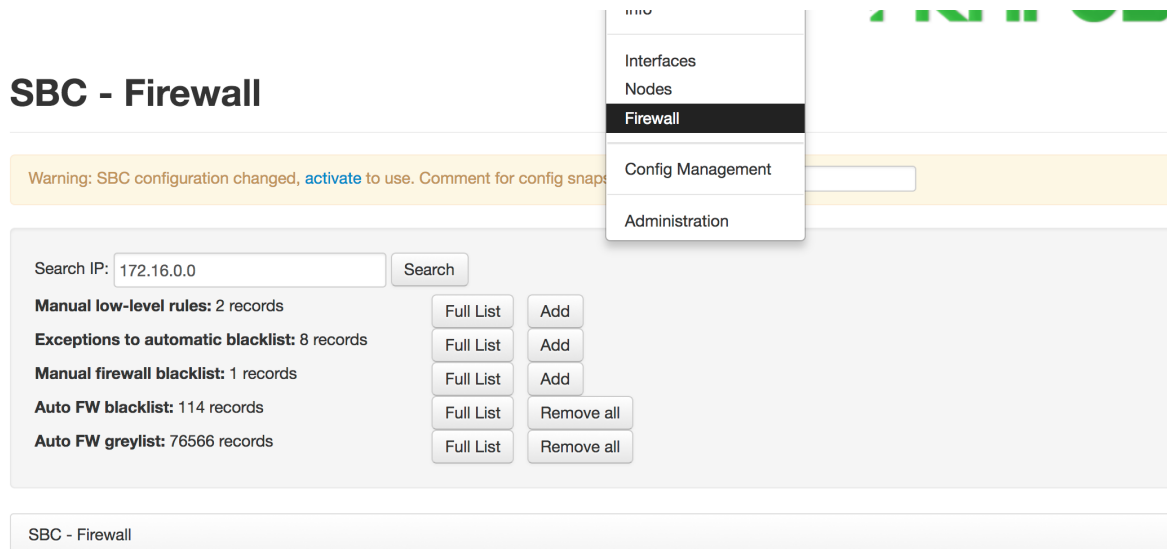 Info
Interfaces
Nodes
Firewall
Config Management
Administration
SBC - Firewall
Warning: SBC configuration changed, activate to use. Comment for config
Search IP: 172.16.0.0 Search
Manual low-level rules: 2 records Full List Add
Exceptions to automatic blacklist: 8 records Full List Add
Manual firewall blacklist: 1 records Full List Add
Auto FW blacklist: 114 records Full List Remove all
Auto FW greylist: 76566 records Full List Remove all
SBC - Firewall